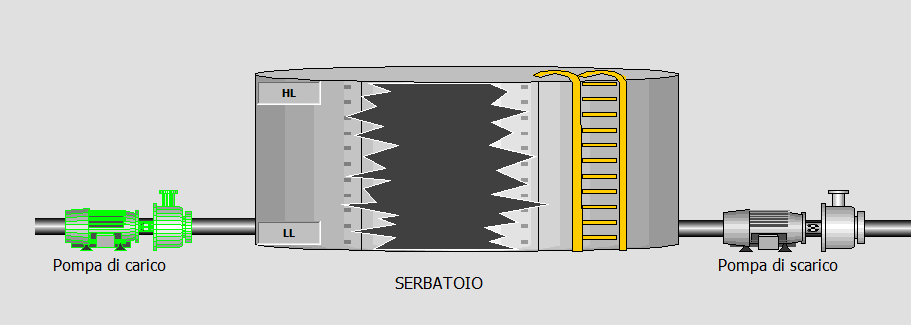 HL
LL
Pompa di carico
Pompa di scarico
SERBATOIO